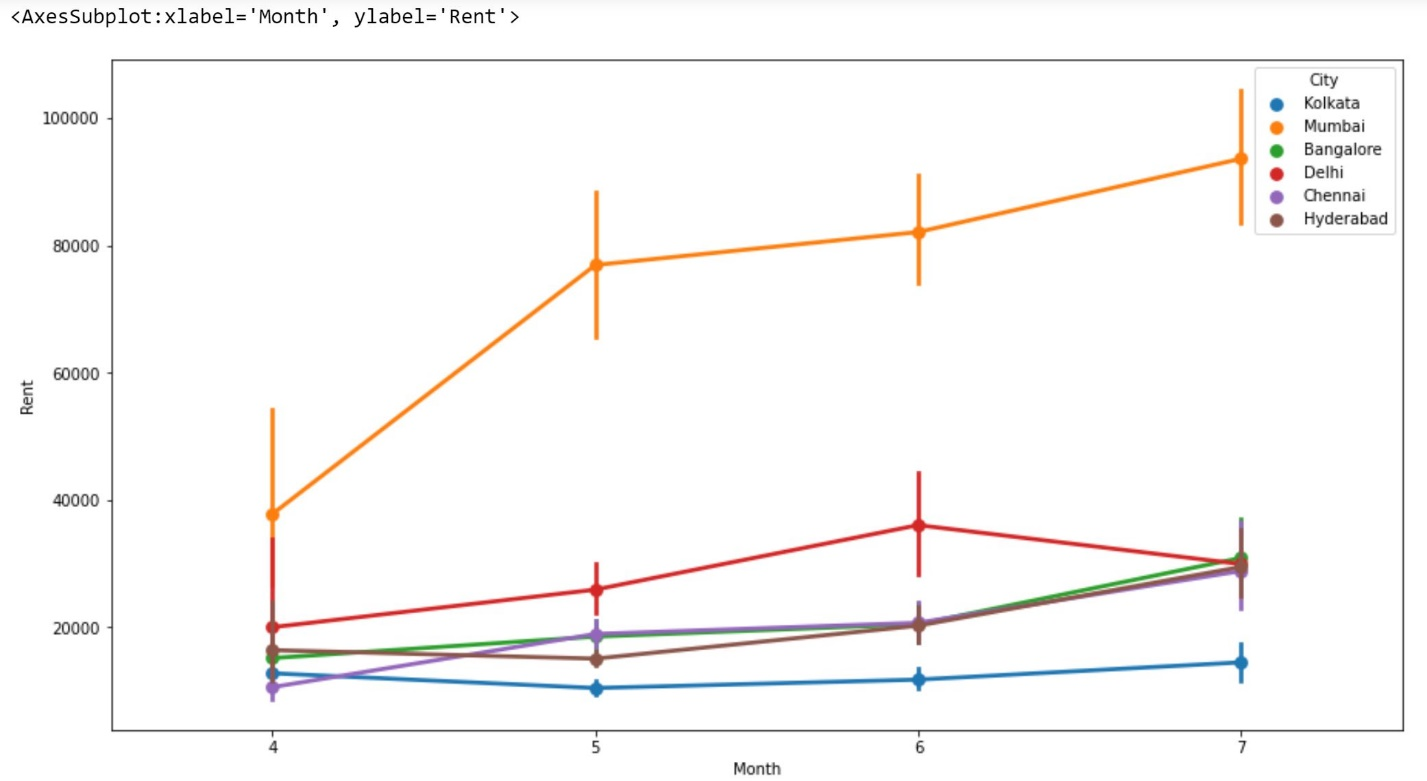 <AxesSubplot:xlabel='Month', ylabel='Rent'>
City
Kolkata
Mumbai
Bangalore
Delhi
Chennai
Hyderabad
100000
80000
60000
40000
20000
Rent
4 5 6 7
Month